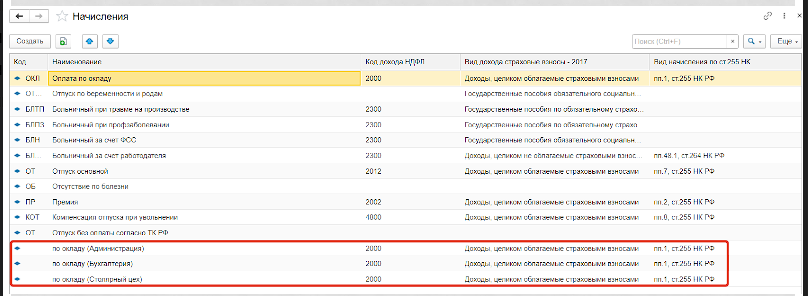 Начисления
Создать Поиск (Ctrl+F) × Еще
Код Наименование Код дохода НДФЛ Вид дохода страховые взносы - 2017 Вид начисления по ст.255 НК
ОКЛ Оплата по окладу 2000 Доходы, целиком облагаемые страховыми взносами пп.1, ст.255 НК РФ
ОТ... Отпуск по беременности и родам Государственные пособия обязательного социальн...
БЛТП Больничный при травме на производстве 2300 Государственные пособия по обязательному страхо...
БЛПЗ Больничный при профзаболевании 2300 Государственные пособия по обязательному страхо...
БЛН Больничный за счет ФСС 2300 Государственные пособия обязательного социальн...
БЛ... Больничный за счет работодателя 2300 Доходы, целиком не облагаемые страховыми взнос... пп.48.1, ст.264 НК РФ
ОТ Отпуск основной 2012 Доходы, целиком облагаемые страховыми взносами пп.7, ст.255 НК РФ
ОБ Отсутствие по болезни
ПР Премия 2002 Доходы, целиком облагаемые страховыми взносами пп.2, ст.255 НК РФ
КОТ Компенсация отпуска при увольнении 4800 Доходы, целиком облагаемые страховыми взносами пп.8, ст.255 НК РФ
ОТ Отпуск без оплаты согласно ТК РФ
по окладу (Администрация) 2000 Доходы, целиком облагаемые страховыми взносами пп.1, ст.255 НК РФ
по окладу (Бухгалтерия) 2000 Доходы, целиком облагаемые страховыми взносами пп.1, ст.255 НК РФ
по окладу (Столярный цех) 2000 Доходы, целиком облагаемые страховыми взносами пп.1, ст.255 НК РФ